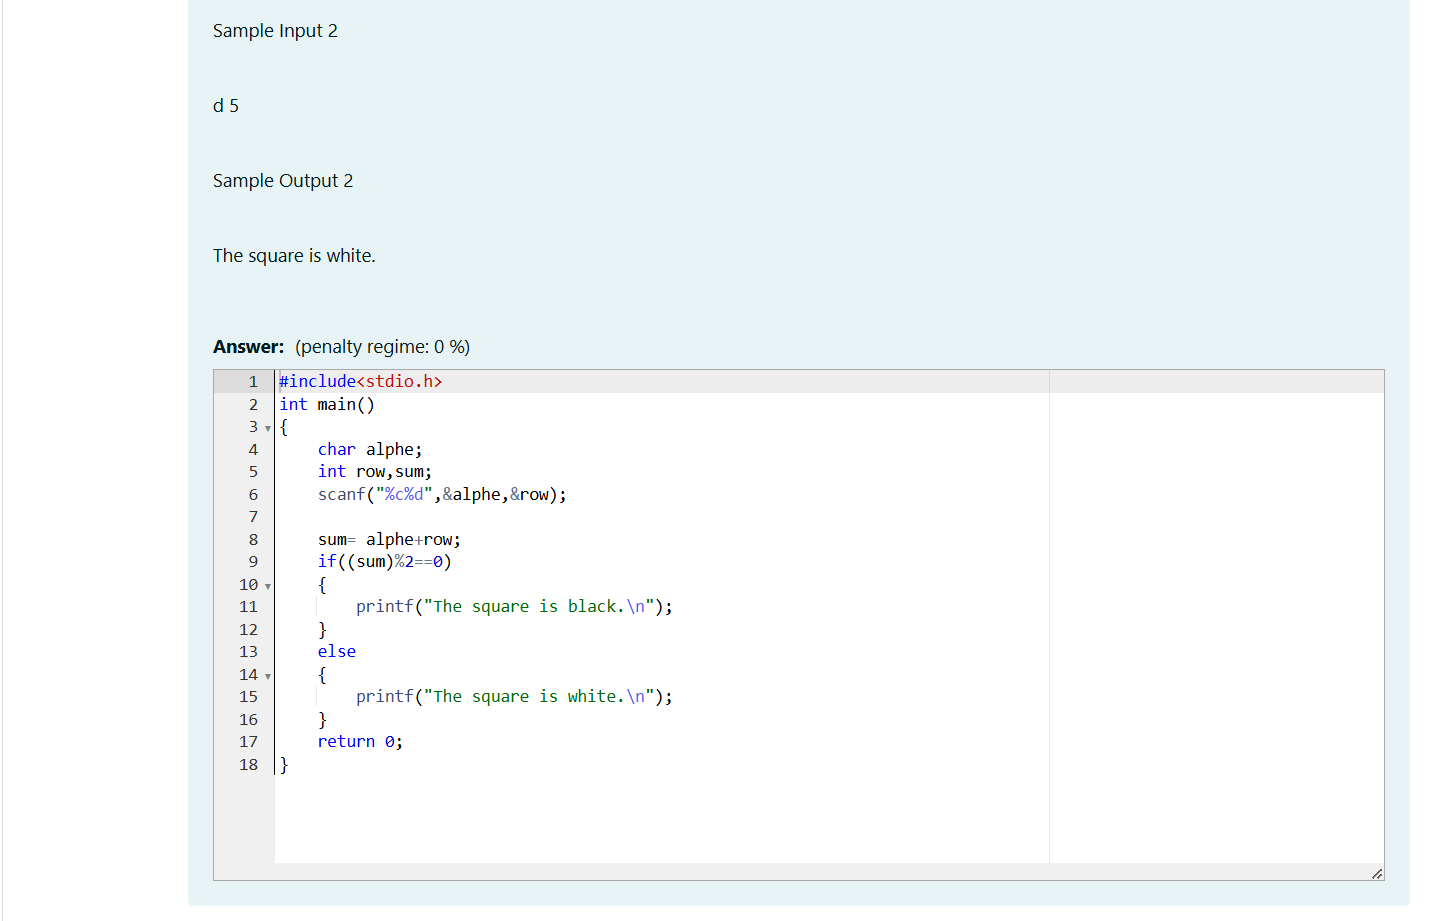 Sample Input 2
d 5
Sample Output 2
The square is white.
Answer: (penalty regime: 0 %)
1 #include<stdio.h>
2 int main()
3 {
4     char alphe;
5     int row,sum;
6     scanf("%c%d",&alphe,&row);
7
8     sum= alphe+row;
9     if((sum)%2==0)
10     {
11         printf("The square is black.\n");
12     }
13     else
14     {
15         printf("The square is white.\n");
16     }
17     return 0;
18 }